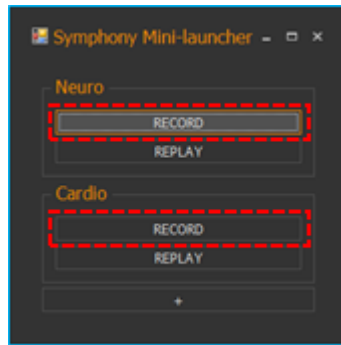 Symphony Mini-launcher
Neuro
RECORD
REPLAY
Cardio
RECORD
REPLAY
+